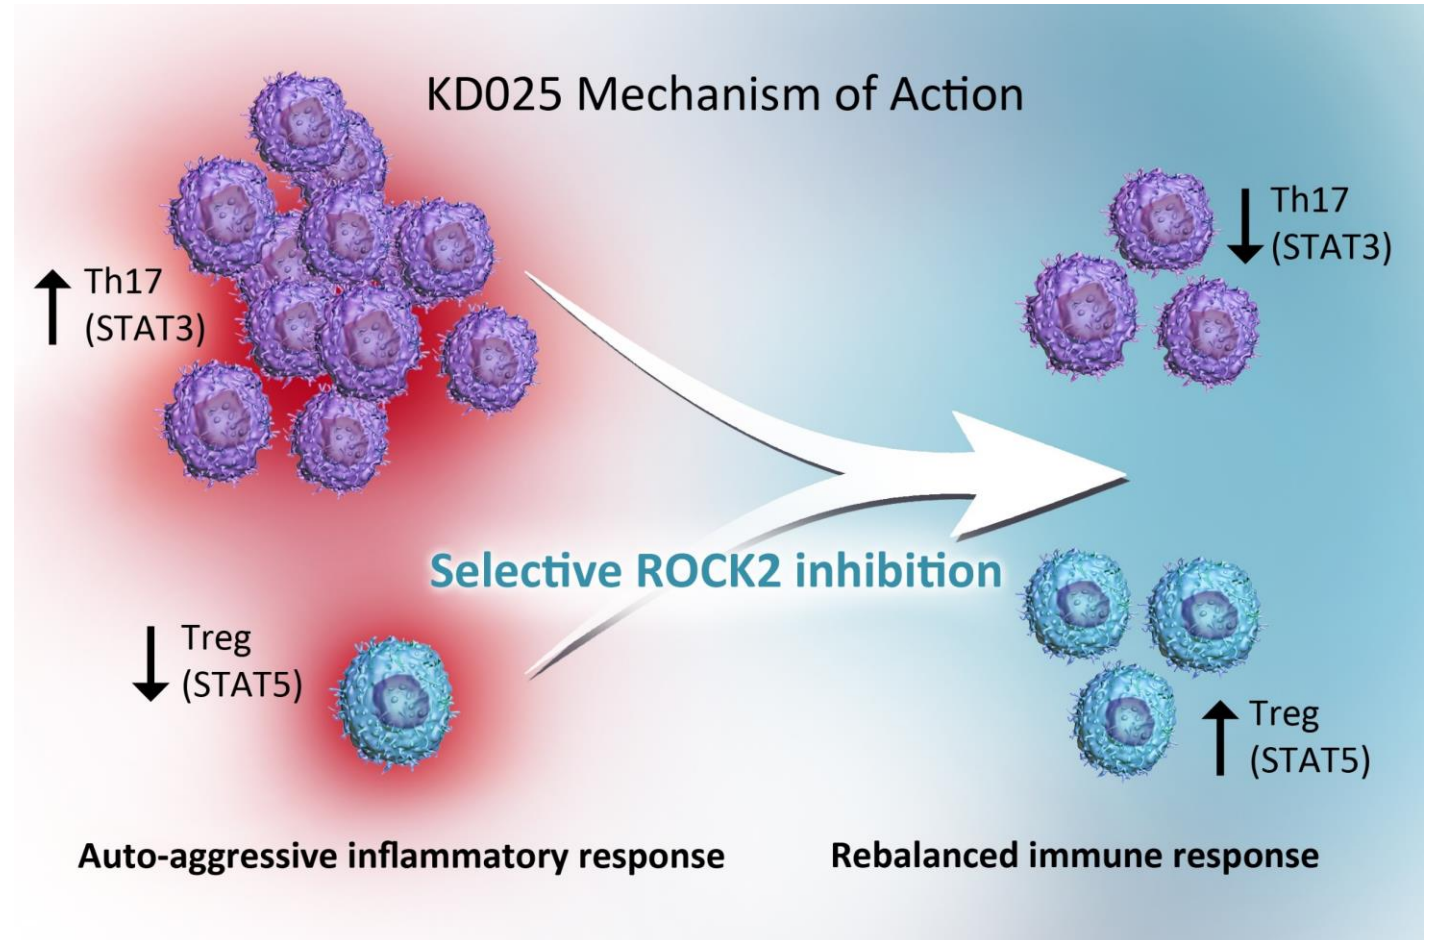 KD025 Mechanism of Action
Th17
(STAT3)
Th17
(STAT3)
Selective ROCK2 inhibition
Treg
(STAT5)
Treg
(STAT5)
Auto-aggressive inflammatory response
Rebalanced immune response